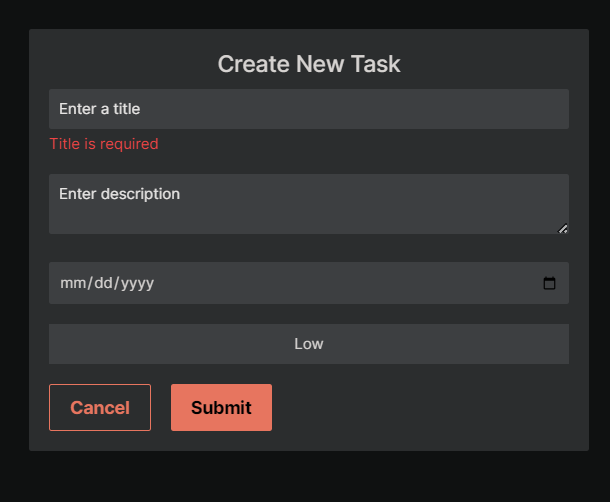 Create New Task
Enter a title
Title is required
Enter description
mm/dd/yyyy
Low
Cancel Submit